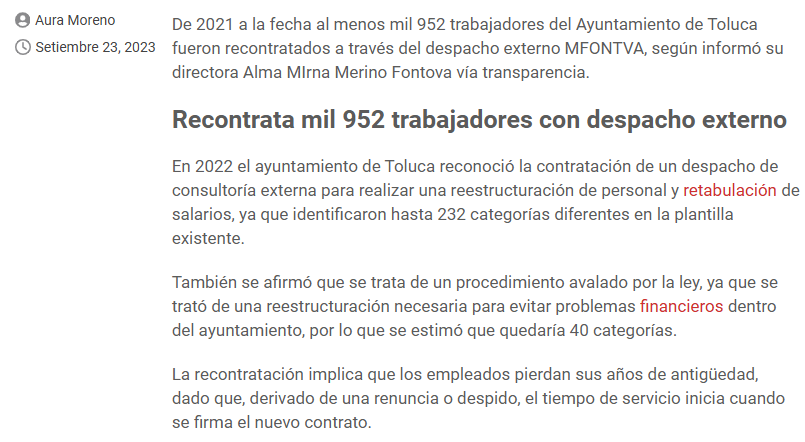 Aura Moreno
Setiembre 23, 2023
De 2021 a la fecha al menos mil 952 trabajadores del Ayuntamiento de Toluca
fueron recontratados a través del despacho externo MFONTVA, según informó su
directora Alma MIrna Merino Fontova vía transparencia.
Recontrata mil 952 trabajadores con despacho externo
En 2022 el ayuntamiento de Toluca reconoció la contratación de un despacho de
consultoría externa para realizar una reestructuración de personal y retabulación de
salarios, ya que identificaron hasta 232 categorías diferentes en la plantilla
existente.
También se afirmó que se trata de un procedimiento avalado por la ley, ya que se
trató de una reestructuración necesaria para evitar problemas financieros dentro
del ayuntamiento, por lo que se estimó que quedaría 40 categorías.
La recontratación implica que los empleados pierdan sus años de antigüedad,
dado que, derivado de una renuncia o despido, el tiempo de servicio inicia cuando
se firma el nuevo contrato.